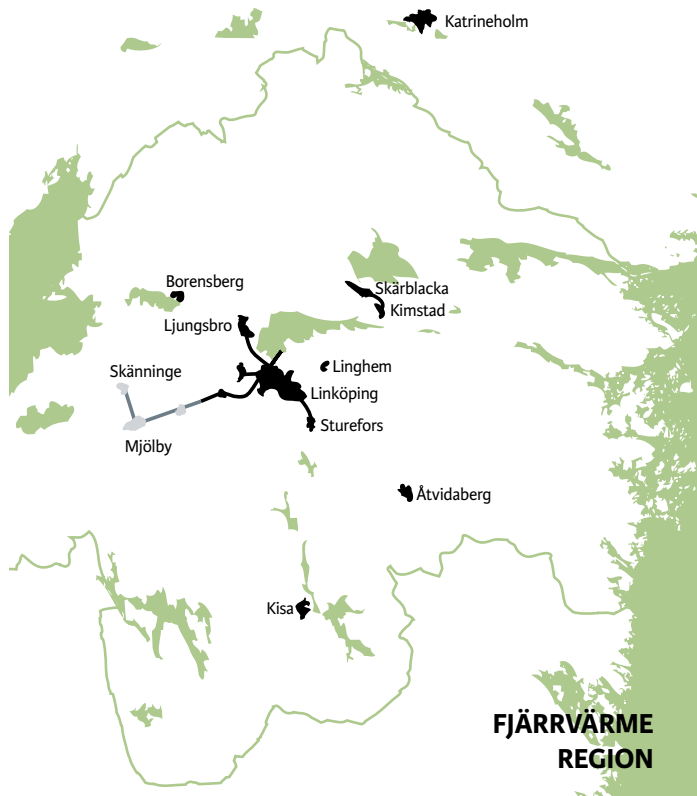 Katrineholm
Borensberg
Skärblacka
Kimstad
Ljungsbro
Linghem
Skänninge
Linköping
Sturefors
Mjölby
Åtvidaberg
Kisa
FJÄRRVÄRME
REGION